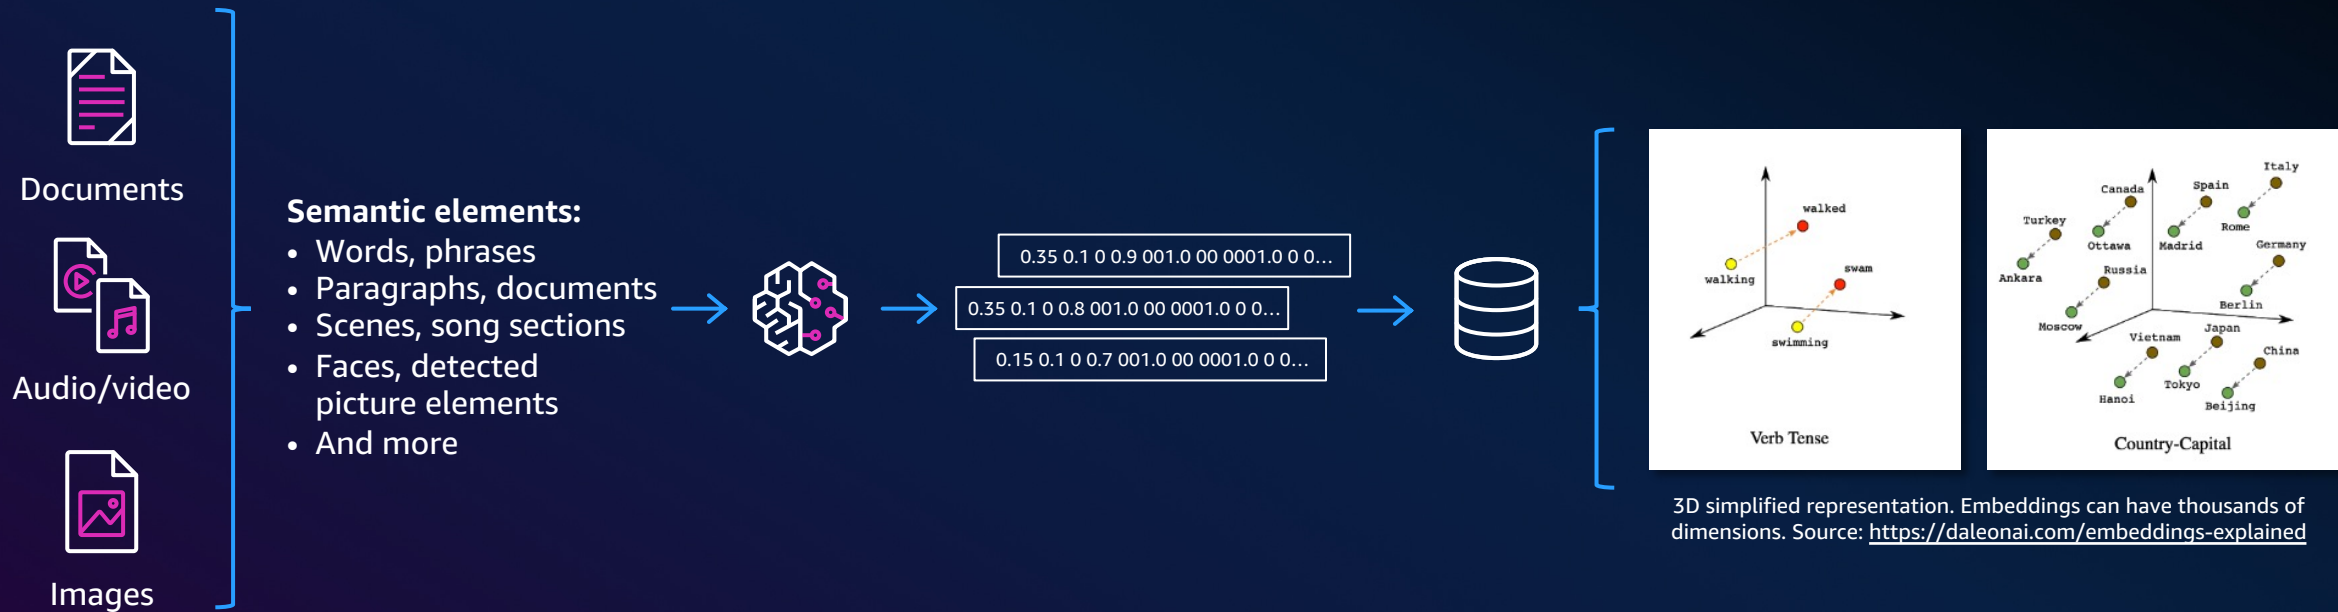 Documents
Audio/video
Images
Semantic elements:
• Words, phrases
• Paragraphs, documents
• Scenes, song sections
• Faces, detected
picture elements
• And more
0.35 0.1 0 0.9 001.0 00 0001.0 0 0...
0.35 0.1 0 0.8 001.0 00 0001.0 0 0...
0.15 0.1 0 0.7 001.0 00 0001.0 0 0...
walked
walking
swam
swimming
Verb Tense
Italy
Canada
Spain
Turkey
Rome
Ottawa
Madrid
Germany
Ankara
Russia
Berlin
Moscow
Japan
Vietnam
China
Tokyo
Hanoi
Beijing
Country-Capital
3D simplified representation. Embeddings can have thousands of
dimensions. Source: https://daleonai.com/embeddings-explained